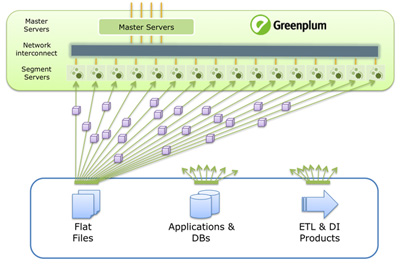 Master
Servers
Master Servers
Greenplum
Network
interconnect
Segment
Servers
Flat
Files
Applications &
DBs
ETL & DI
Products